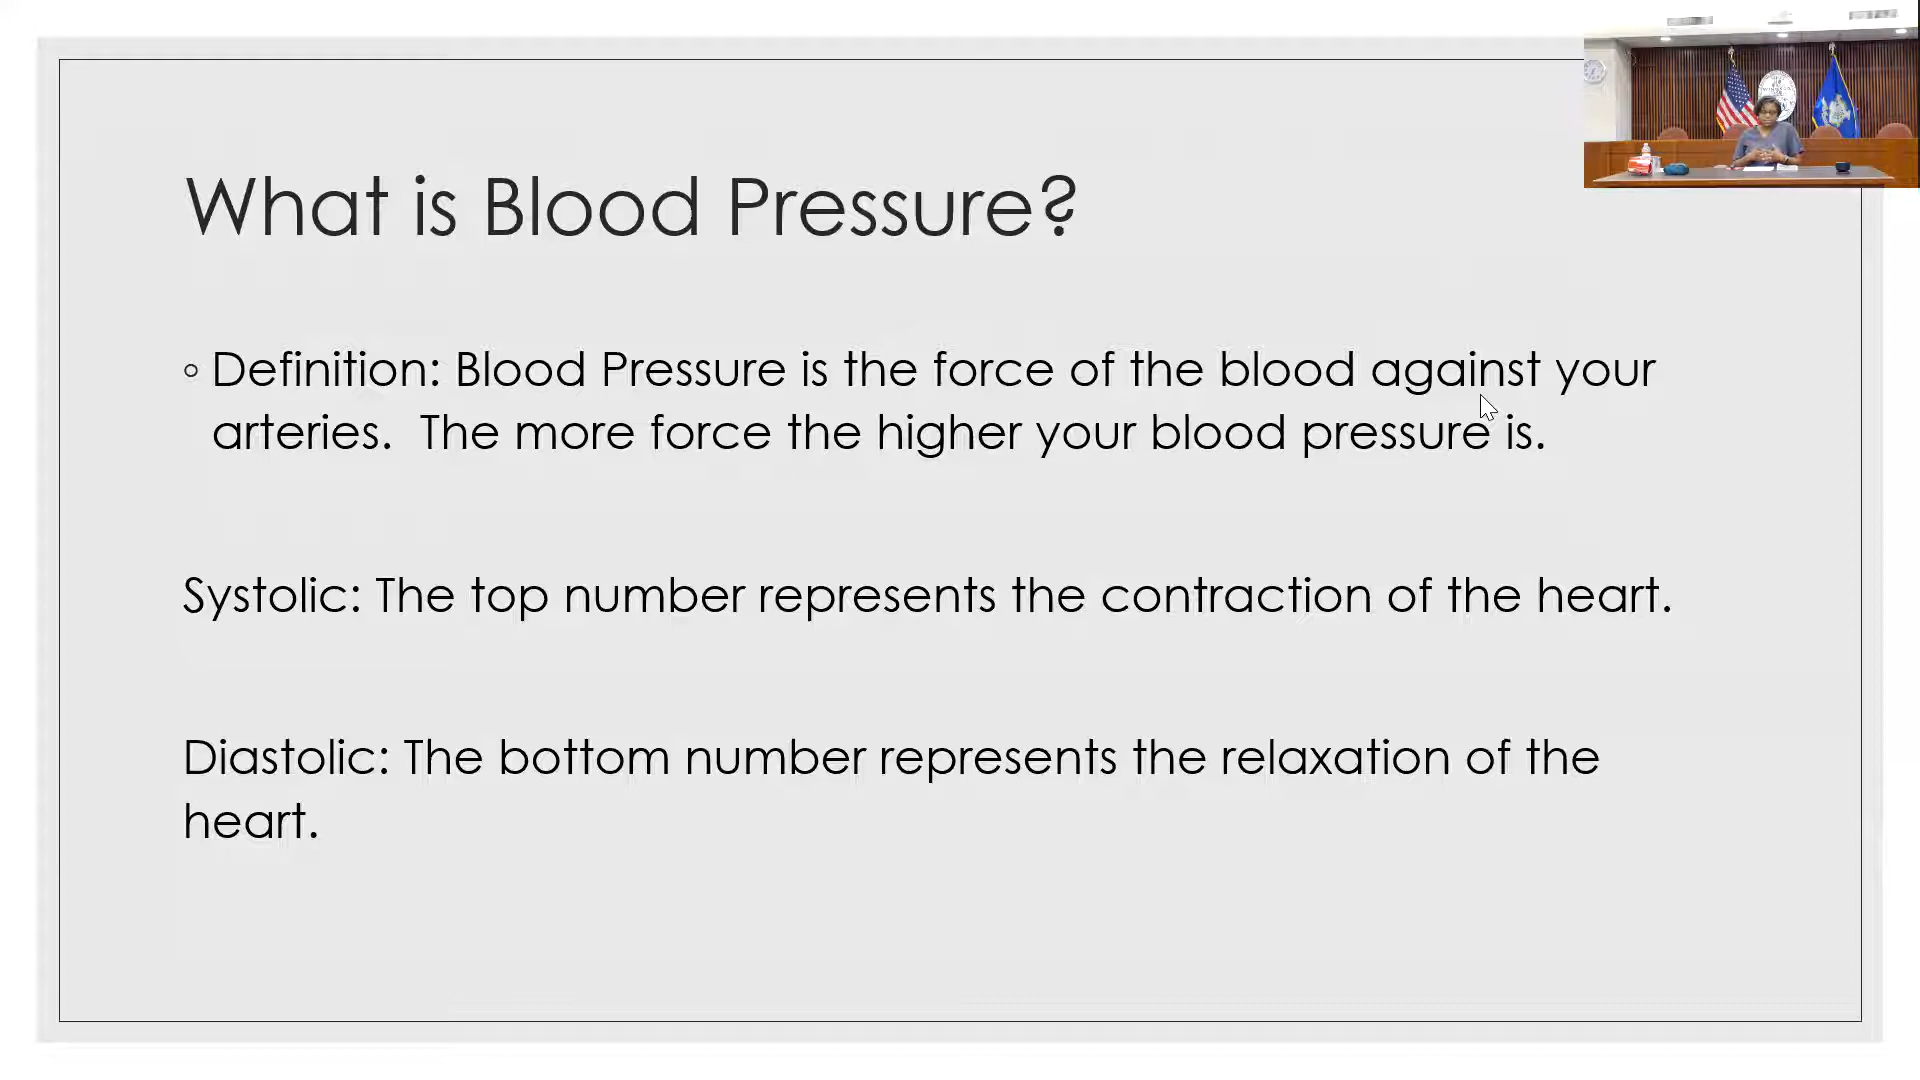 What is Blood Pressure?
◦ Definition: Blood Pressure is the force of the blood against your
arteries.  The more force the higher your blood pressure is.
Systolic: The top number represents the contraction of the heart.
Diastolic: The bottom number represents the relaxation of the
heart.